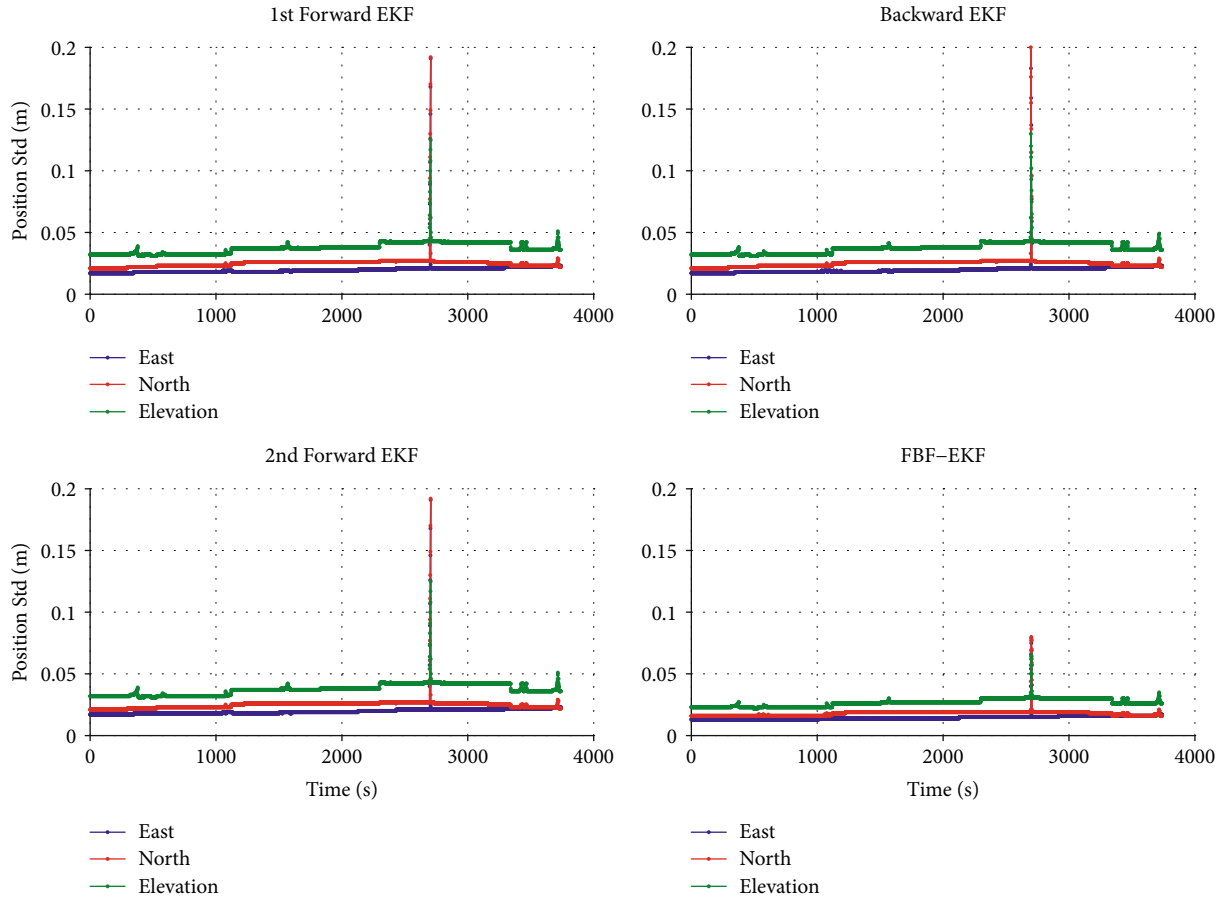 1st Forward EKF
Position Std (m)
0.2
0.15
0.1
0.05
0
0 1000 2000 3000 4000
East
North
Elevation
Backward EKF
0.2
0.15
0.1
0.05
0
0 1000 2000 3000 4000
East
North
Elevation
2nd Forward EKF
Position Std (m)
0.2
0.15
0.1
0.05
0
0 1000 2000 3000 4000
Time (s)
East
North
Elevation
FBF−EKF
0.2
0.15
0.1
0.05
0
0 1000 2000 3000 4000
Time (s)
East
North
Elevation